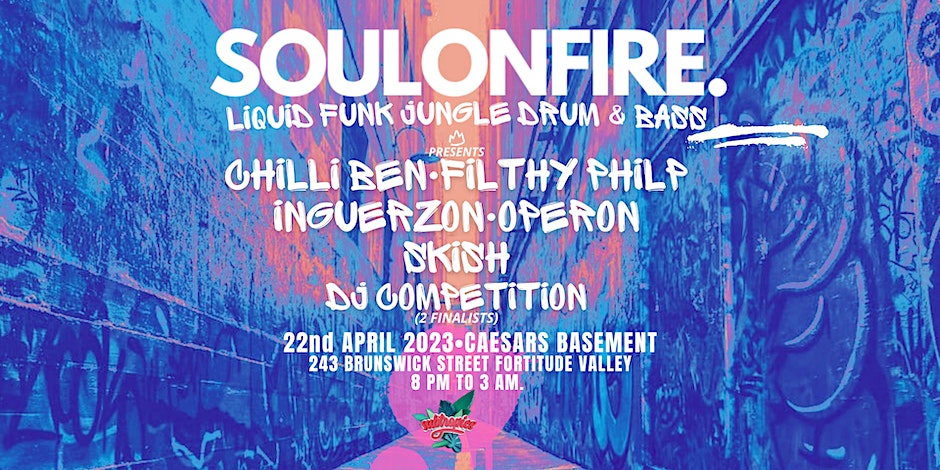 SOULONFIRE.
LIQUID FUNK JUNGLE DRUM & BASS
PRESENTS
CHILLI BEN•FILTHY PHILP
INGUERZON•OPERON
SKISH
DJ COMPETITION
(2 FINALISTS)
22nd APRIL 2023•CAESARS BASEMENT
243 BRUNSWICK STREET FORTITUDE VALLEY
8 PM TO 3 AM.
subtropica